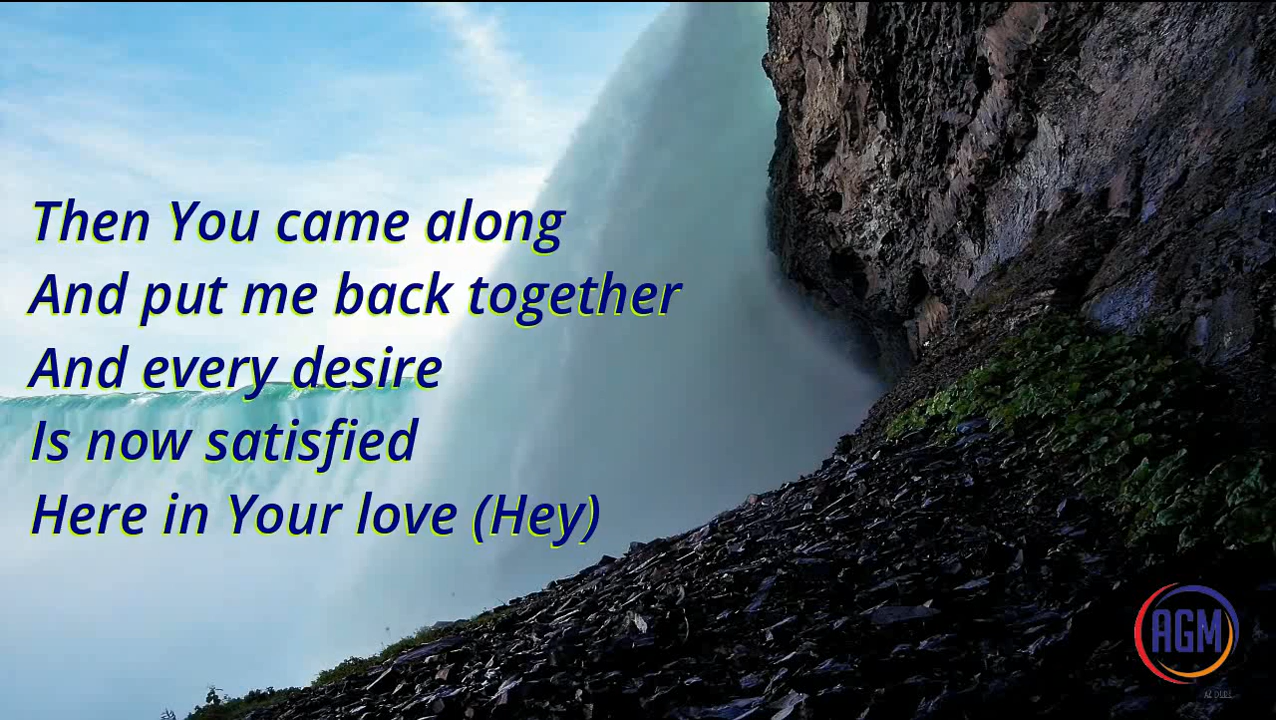 Then You came along
And put me back together
And every desire
Is now satisfied
Here in Your love (Hey)
AGM